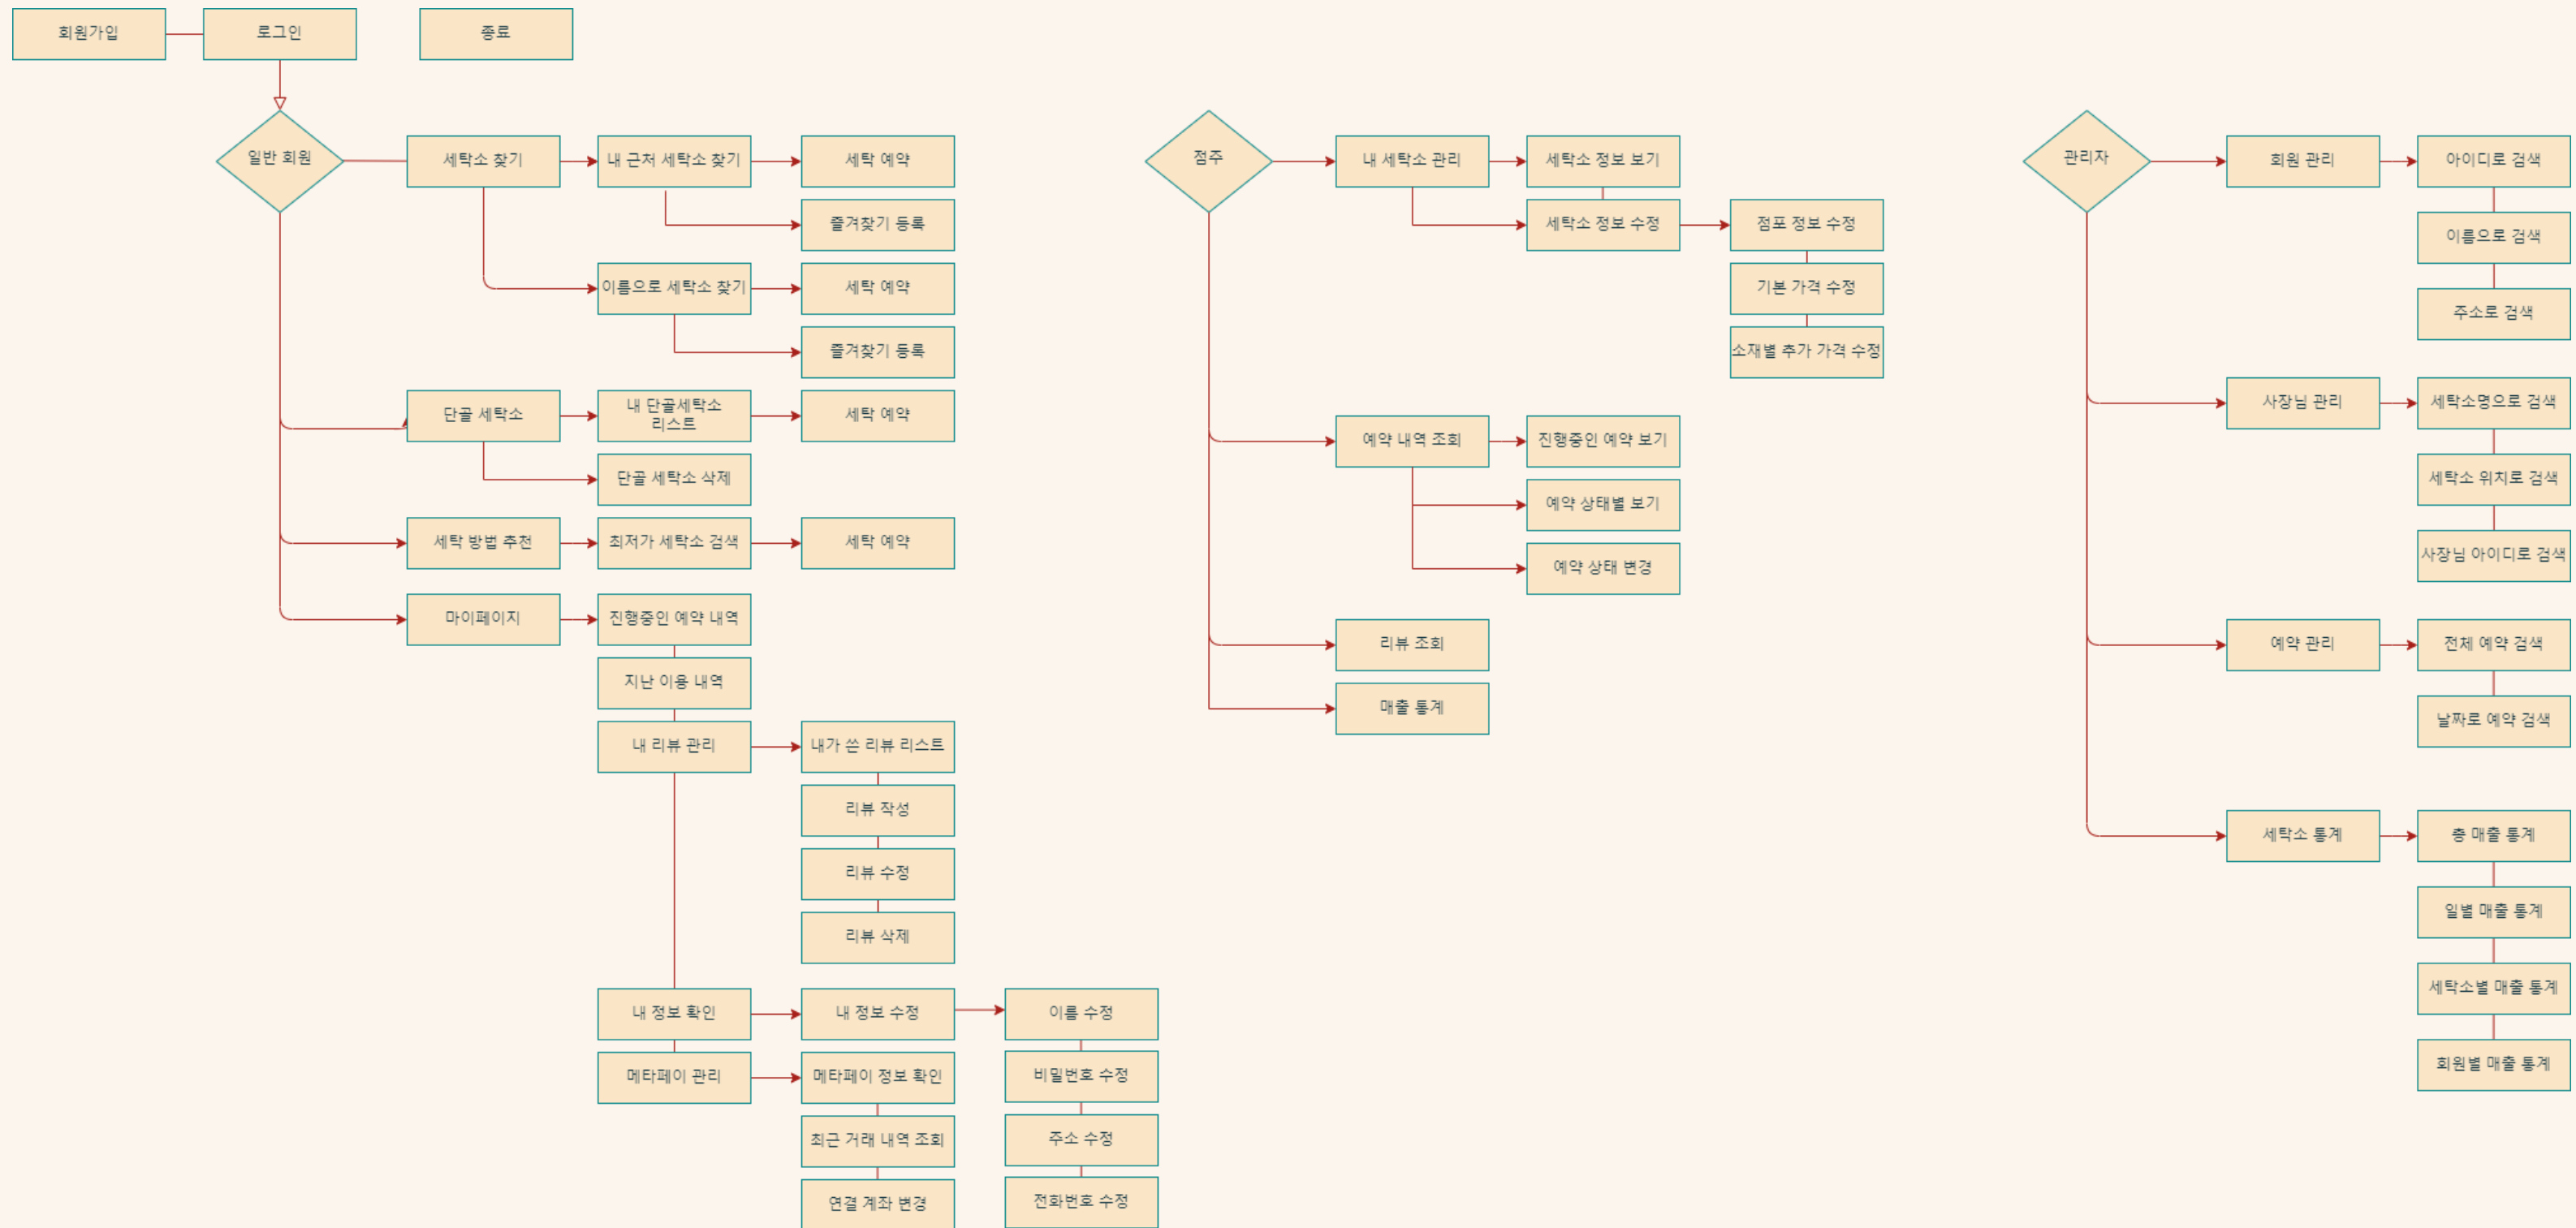 회원가입
로그인
종료
일반 회원
세탁소 찾기
내 근처 세탁소 찾기
세탁 예약
즐겨찾기 등록
이름으로 세탁소 찾기
세탁 예약
즐겨찾기 등록
단골 세탁소
내 단골세탁소
리스트
세탁 예약
단골 세탁소 삭제
세탁 방법 추천
최저가 세탁소 검색
세탁 예약
마이페이지
진행중인 예약 내역
지난 이용 내역
내 리뷰 관리
내가 쓴 리뷰 리스트
리뷰 작성
리뷰 수정
리뷰 삭제
내 정보 확인
내 정보 수정
이름 수정
비밀번호 수정
주소 수정
전화번호 수정
메타페이 관리
메타페이 정보 확인
최근 거래 내역 조회
연결 계좌 변경
점주
내 세탁소 관리
세탁소 정보 보기
세탁소 정보 수정
점포 정보 수정
기본 가격 수정
소재별 추가 가격 수정
예약 내역 조회
진행중인 예약 보기
예약 상태별 보기
예약 상태 변경
리뷰 조회
매출 통계
관리자
회원 관리
아이디로 검색
이름으로 검색
주소로 검색
사장님 관리
세탁소명으로 검색
세탁소 위치로 검색
사장님 아이디로 검색
예약 관리
전체 예약 검색
날짜로 예약 검색
세탁소 통계
총 매출 통계
일별 매출 통계
세탁소별 매출 통계
회원별 매출 통계